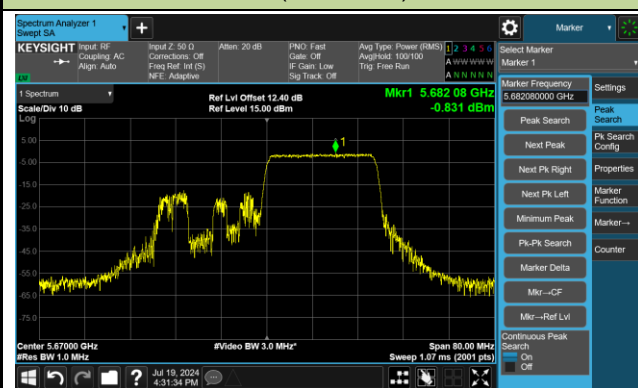 Spectrum Analyzer 1
Swept SA
+
Marker
KEYSIGHT
Input: RF
Coupling: AC
Align: Auto
Input Z: 50 Ω
Corrections: Off
Freq Ref: Int (S)
NFE: Adaptive
Atten: 20 dB
PNO: Fast
Gate: Off
IF Gain: Low
Sig Track: Off
Avg Type: Power (RMS)
Avg|Hold: 100/100
Trig: Free Run
1 2 3 4 5 6
A W W W W W
A N N N N N
Select Marker
Marker 1
1 Spectrum
Scale/Div 10 dB
Log
Ref Lvl Offset 12.40 dB
Ref Level 15.00 dBm
Mkr1 5.682 08 GHz
-0.831 dBm
1
5.00
-5.00
-15.0
-25.0
-35.0
-45.0
-55.0
-65.0
-75.0
Center 5.67000 GHz
#Res BW 1.0 MHz
#Video BW 3.0 MHz*
Span 80.00 MHz
Sweep 1.07 ms (2001 pts)
Marker Frequency
5.682080000 GHz
Peak Search
Next Peak
Next Pk Right
Next Pk Left
Minimum Peak
Pk-Pk Search
Marker Delta
Mkr→CF
Mkr→Ref Lvl
Continuous Peak
Search
On
Off
Settings
Peak
Search
Pk Search
Config
Properties
Marker
Function
Marker→
Counter
?
Jul 19, 2024
4:31:34 PM